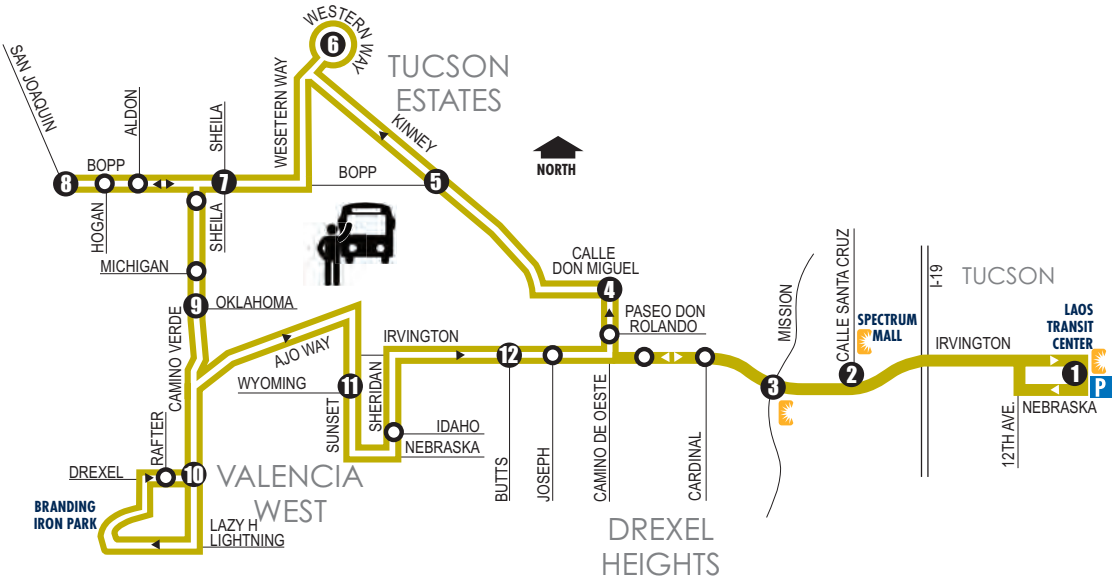 WESTERN WAY
6
TUCSON
ESTATES
SAN JOAQUIN
ALDON
SHEILA
WESETERN WAY
KINNEY
NORTH
BOPP
BOPP
8
7
5
HOGAN
SHEILA
MICHIGAN
CALLE
DON MIGUEL
4
MISSION
CALLE SANTA CRUZ
I-19
TUCSON
9
OKLAHOMA
PASEO DON
ROLANDO
SPECTRUM
MALL
LAOS
TRANSIT
CENTER
CAMINO VERDE
AJO WAY
IRVINGTON
12
IRVINGTON
1
P
WYOMING
11
SHERIDAN
3
2
NEBRASKA
SUNSET
IDAHO
NEBRASKA
RAFTER
BUTTS
JOSEPH
CAMINO DE OESTE
CARDINAL
12TH AVE.
DREXEL
10
VALENCIA
WEST
BRANDING
IRON PARK
LAZY H
LIGHTNING
DREXEL
HEIGHTS